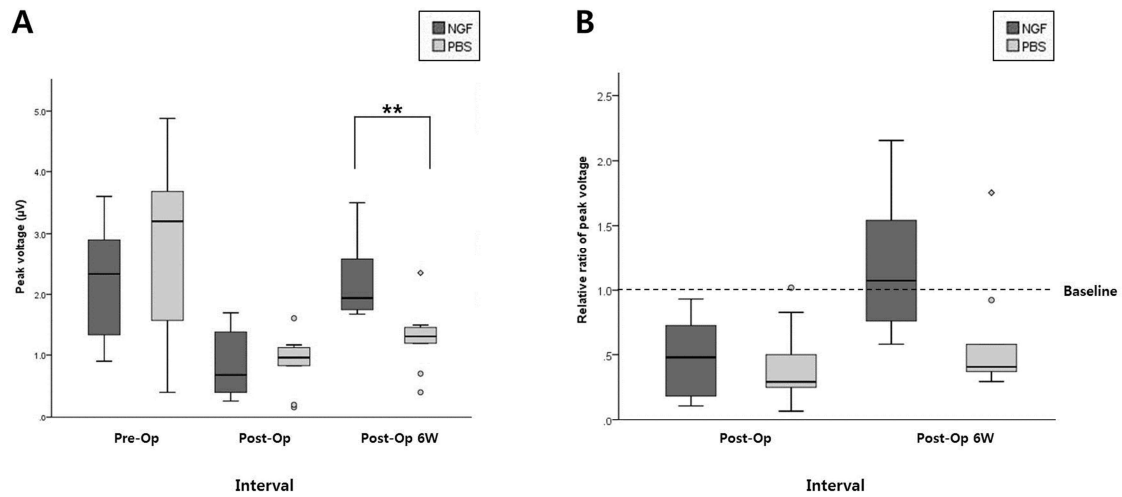 A
NGF
PBS
**
5.0
4.0
3.0
2.0
1.0
.0
Peak voltage (μV)
Pre-Op
Post-Op
Post-Op 6W
Interval
B
NGF
PBS
2.5
2.0
1.5
1.0
.5
.0
Relative ratio of peak voltage
Baseline
Post-Op
Post-Op 6W
Interval